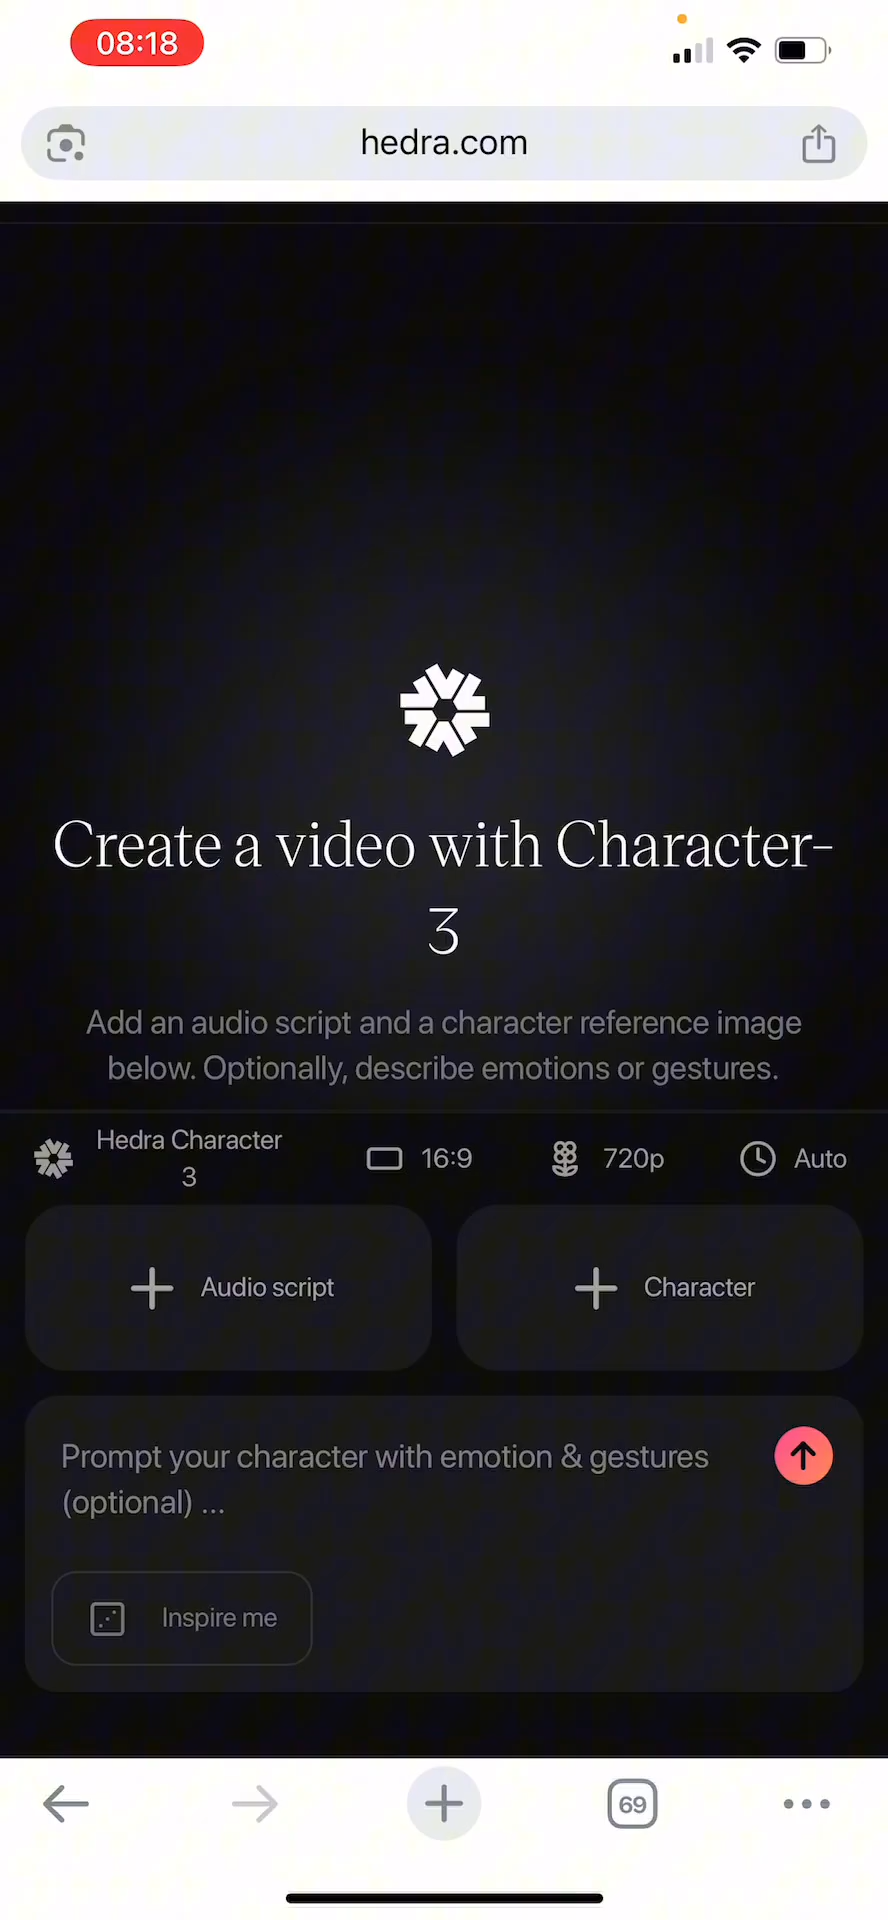 08:18
hedra.com
Create a video with Character-
3
Add an audio script and a character reference image
below. Optionally, describe emotions or gestures.
Hedra Character
3
16:9
720p
Auto
Audio script
Character
Prompt your character with emotion & gestures
(optional) ...
Inspire me
69